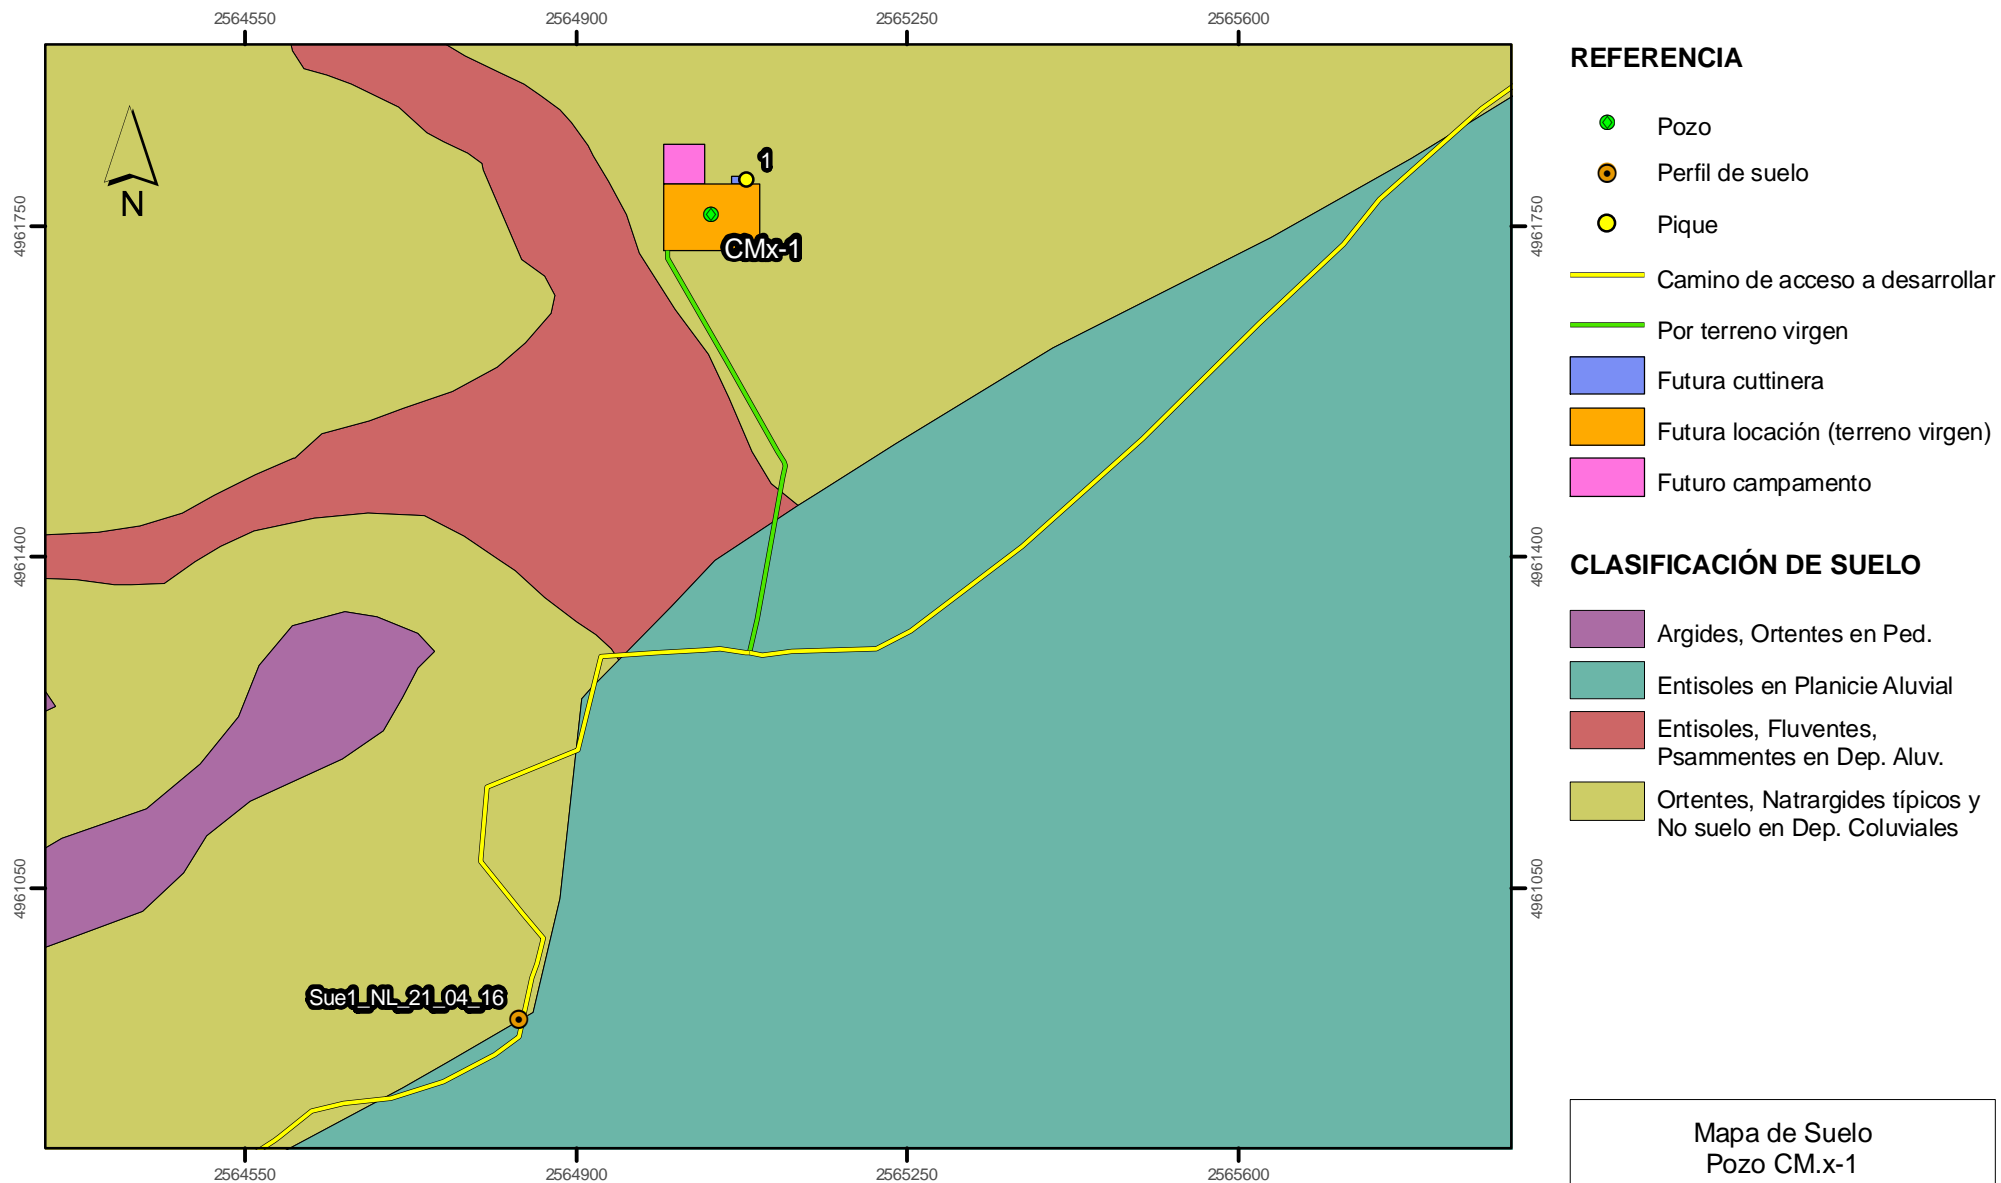 2564550
2564900
2565250
2565600
4961750
4961750
4961400
4961400
4961050
4961050
N
1
CMx-1
Sue1_NL_21_04_16
2564550
2564900
2565250
2565600
REFERENCIA
Pozo
Perfil de suelo
Pique
Camino de acceso a desarrollar
Por terreno virgen
Futura cuttinera
Futura locación (terreno virgen)
Futuro campamento
CLASIFICACIÓN DE SUELO
Argides, Ortentes en Ped.
Entisoles en Planicie Aluvial
Entisoles, Fluventes,
Psammentes en Dep. Aluv.
Ortentes, Natrargides típicos y
No suelo en Dep. Coluviales
Mapa de Suelo
Pozo CM.x-1